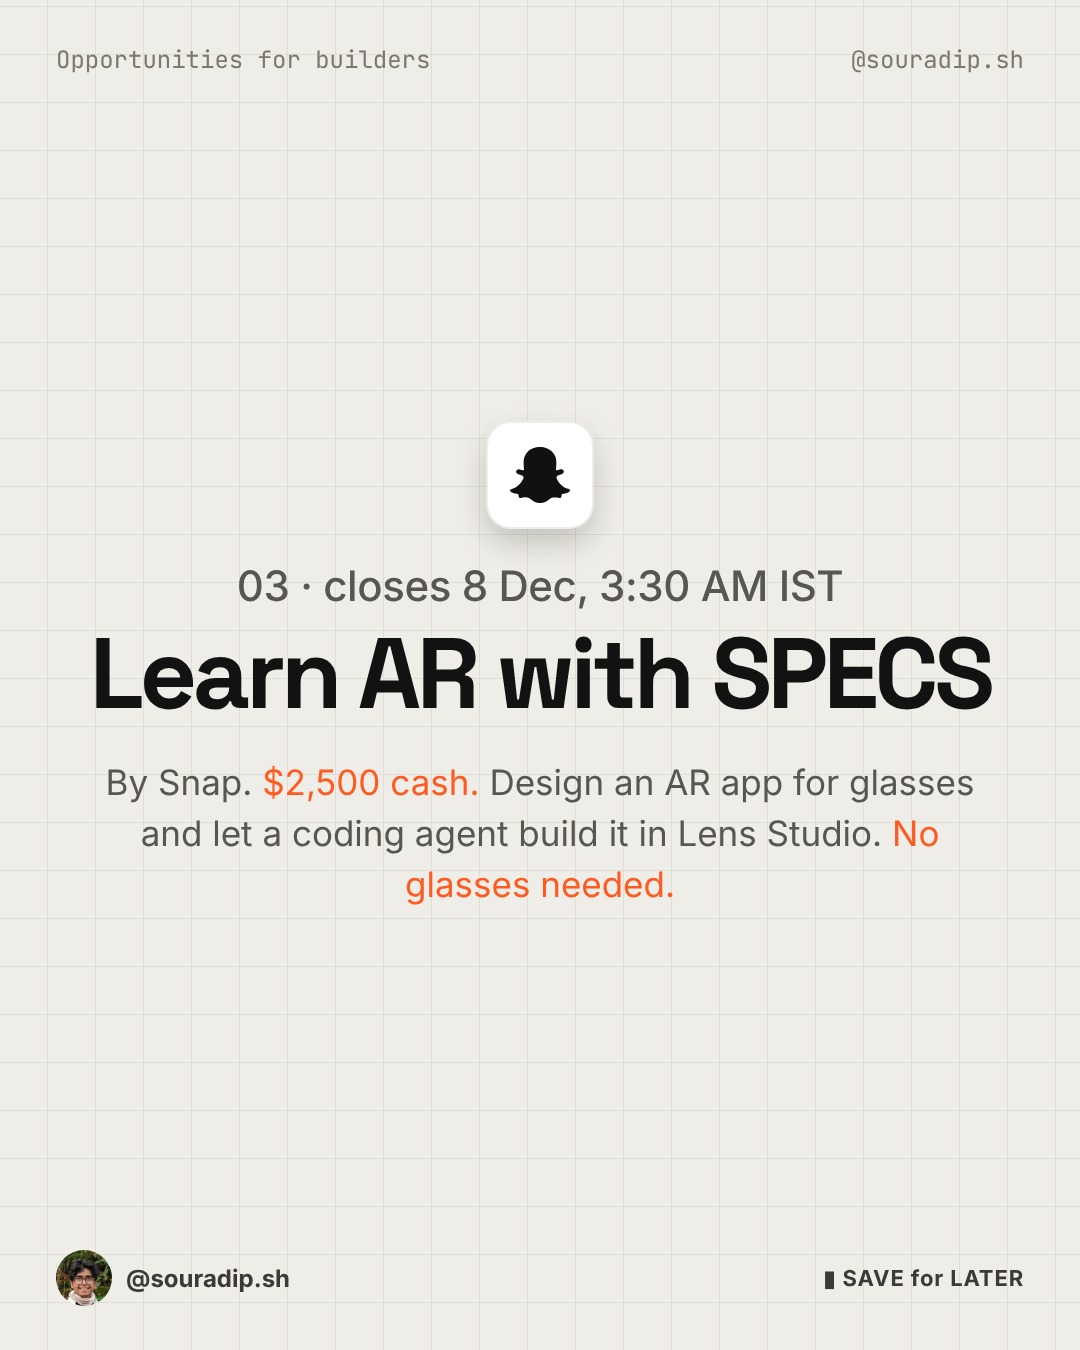 Opportunities for builders
@souradip.sh
03 · closes 8 Dec, 3:30 AM IST
Learn AR with SPECS
By Snap. $2,500 cash. Design an AR app for glasses
and let a coding agent build it in Lens Studio. No
glasses needed.
@souradip.sh
▮ SAVE for LATER